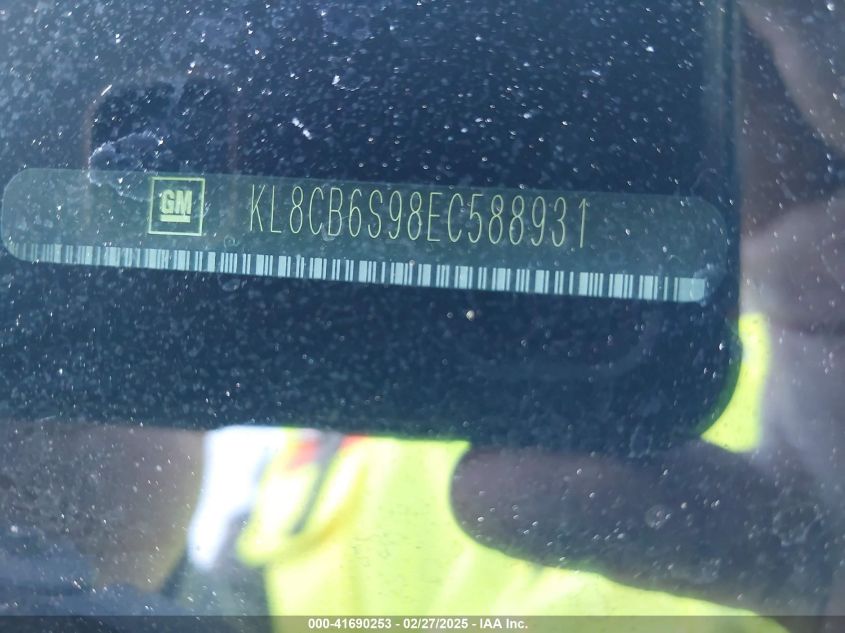 GM KL8CB6S98EC588931
000-41690253 - 02/27/2025 - IAA Inc.